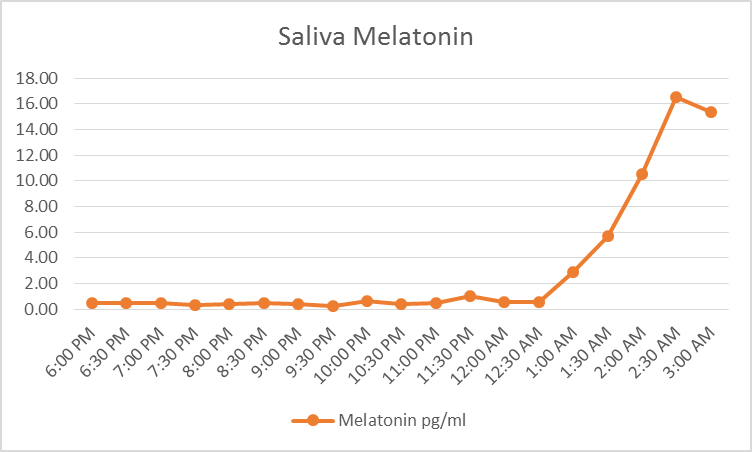 Saliva Melatonin
18.00
16.00
14.00
12.00
10.00
8.00
6.00
4.00
2.00
0.00
6:00 PM
6:30 PM
7:00 PM
7:30 PM
8:00 PM
8:30 PM
9:00 PM
9:30 PM
10:00 PM
10:30 PM
11:00 PM
11:30 PM
12:00 AM
12:30 AM
1:00 AM
1:30 AM
2:00 AM
2:30 AM
3:00 AM
Melatonin pg/ml